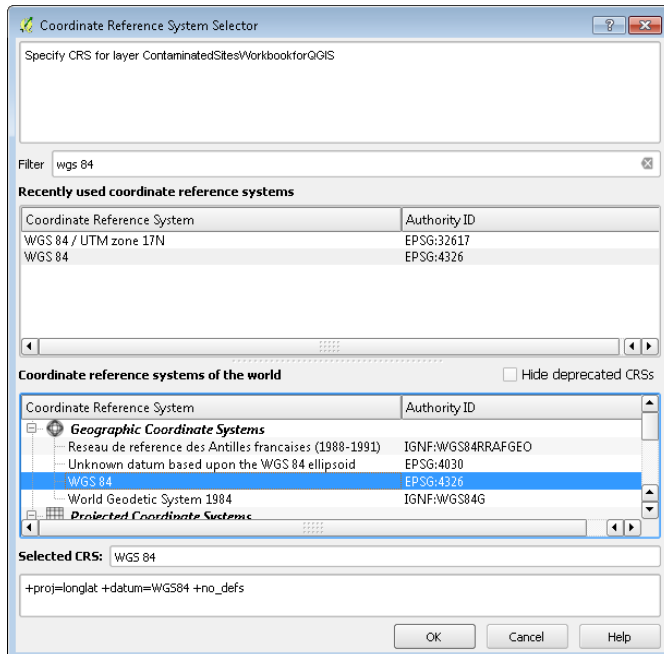 Coordinate Reference System Selector
Specify CRS for layer ContaminatedSitesWorkbookforQGIS
Filter wgs 84
Recently used coordinate reference systems
Coordinate Reference System Authority ID
WGS 84 / UTM zone 17N EPSG:32617
WGS 84 EPSG:4326
Coordinate reference systems of the world Hide deprecated CRSs
Coordinate Reference System Authority ID
Geographic Coordinate Systems
Reseau de reference des Antilles francaises (1988-1991) IGNF:WGS84RRAFGEO
Unknown datum based upon the WGS 84 ellipsoid EPSG:4030
WGS 84 EPSG:4326
World Geodetic System 1984 IGNF:WGS84G
Projected Coordinate Systems
Selected CRS: WGS 84
+proj=longlat +datum=WGS84 +no_defs
OK Cancel Help